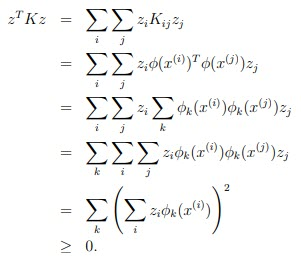 z^T Kz = ∑_i ∑_j z_i K_{ij} z_j
= ∑_i ∑_j z_i ϕ(x^{(i)})^T ϕ(x^{(j)}) z_j
= ∑_i ∑_j z_i ∑_k ϕ_k(x^{(i)}) ϕ_k(x^{(j)}) z_j
= ∑_k ∑_i ∑_j z_i ϕ_k(x^{(i)}) ϕ_k(x^{(j)}) z_j
= ∑_k (∑_i z_i ϕ_k(x^{(i)}))^2
≥ 0.